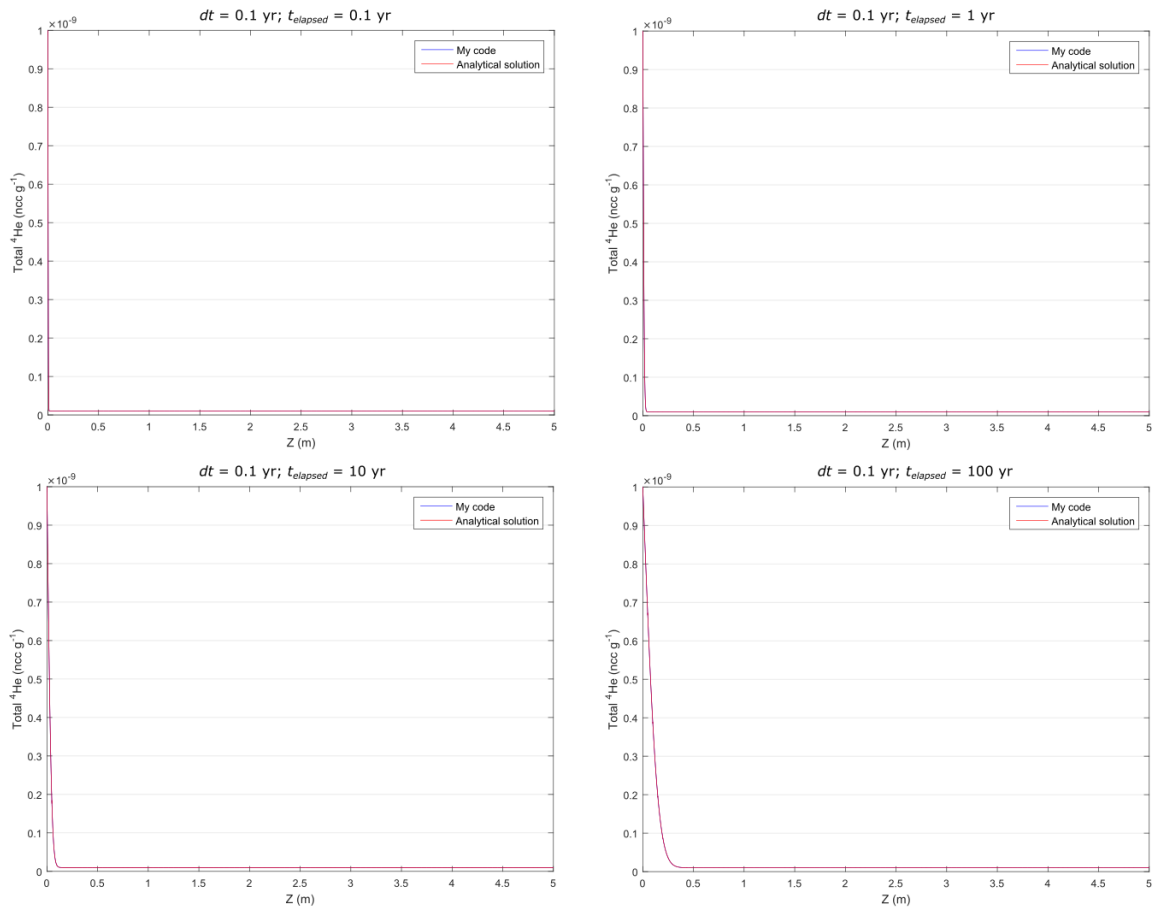 dt = 0.1 yr; t_elapsed = 0.1 yr
×10⁻⁹
My code
Analytical solution
Total ⁴He (ncc g⁻¹)
1
0.9
0.8
0.7
0.6
0.5
0.4
0.3
0.2
0.1
0
0 0.5 1 1.5 2 2.5 3 3.5 4 4.5 5
Z (m)
dt = 0.1 yr; t_elapsed = 1 yr
×10⁻⁹
My code
Analytical solution
Total ⁴He (ncc g⁻¹)
1
0.9
0.8
0.7
0.6
0.5
0.4
0.3
0.2
0.1
0
0 0.5 1 1.5 2 2.5 3 3.5 4 4.5 5
Z (m)
dt = 0.1 yr; t_elapsed = 10 yr
×10⁻⁹
My code
Analytical solution
Total ⁴He (ncc g⁻¹)
1
0.9
0.8
0.7
0.6
0.5
0.4
0.3
0.2
0.1
0
0 0.5 1 1.5 2 2.5 3 3.5 4 4.5 5
Z (m)
dt = 0.1 yr; t_elapsed = 100 yr
×10⁻⁹
My code
Analytical solution
Total ⁴He (ncc g⁻¹)
1
0.9
0.8
0.7
0.6
0.5
0.4
0.3
0.2
0.1
0
0 0.5 1 1.5 2 2.5 3 3.5 4 4.5 5
Z (m)